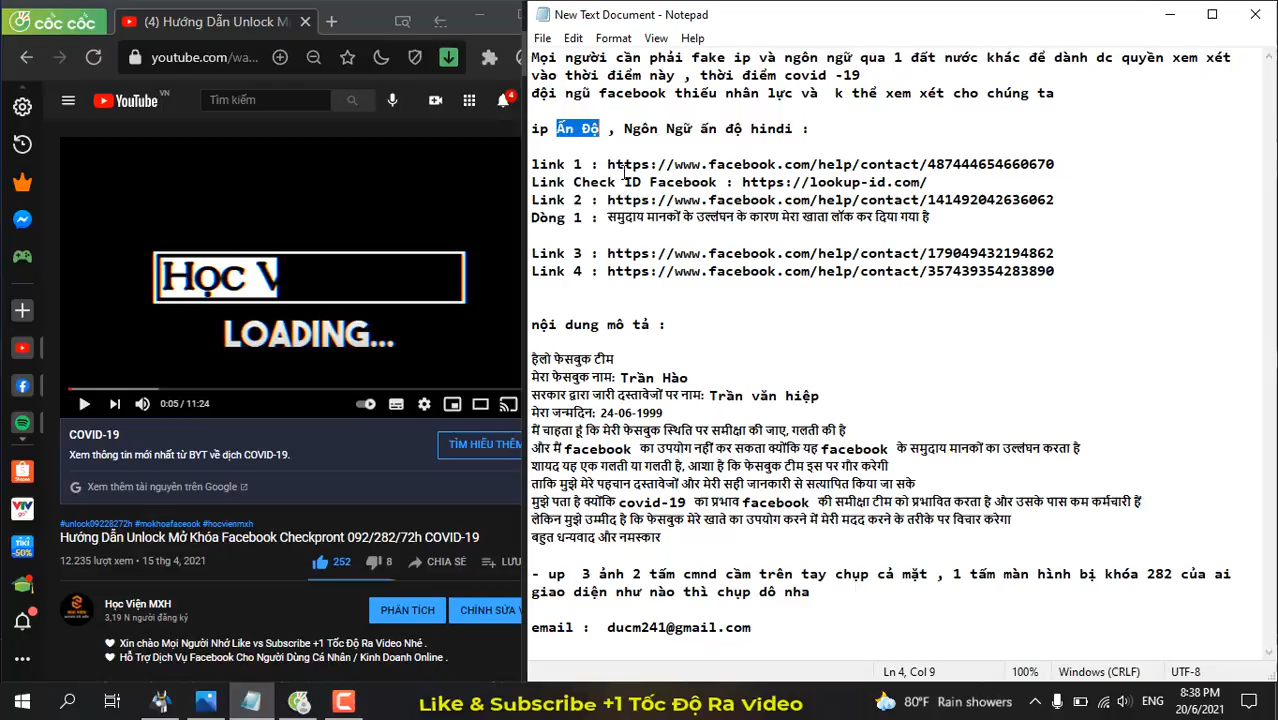 cốc cốc
(4) Hướng Dẫn Unlock M
youtube.com/wa...
YouTube VN
Tìm kiếm
4
Học V
LOADING...
0:05 / 11:24
COVID-19
Xem thông tin mới nhất từ BYT về dịch COVID-19.
TÌM HIỂU THÊM
Xem thêm tài nguyên trên Google
#unlock09228272h #mokhofaceook #hocvienmxh
Hướng Dẫn Unlock Mở Khóa Facebook Checkpront 092/282/72h COVID-19
12.235 lượt xem • 15 thg 4, 2021
252
8
CHIA SẺ
LƯU
Học Viện MXH
3,19 N người đăng ký
PHÂN TÍCH
CHỈNH SỬA V
Xin chào Mọi Người Nhớ Like vs Subscribe +1 Tốc Độ Ra Video Nhé .
Hỗ Trợ Dịch Vụ Facebook Cho Người Dùng Cá Nhân / Kinh Doanh Online .
New Text Document - Notepad
File Edit Format View Help
Mọi người cần phải fake ip và ngôn ngữ qua 1 đất nước khác để dành dc quyền xem xét
vào thời điểm này , thời điểm covid -19
đội ngũ facebook thiếu nhân lực và k thể xem xét cho chúng ta
ip Ấn Độ , Ngôn Ngữ ấn độ hindi :
link 1 : https://www.facebook.com/help/contact/487444654660670
Link Check ID Facebook : https://lookup-id.com/
Link 2 : https://www.facebook.com/help/contact/141492042636062
Dòng 1 : समुदाय मानकों के उल्लंघन के कारण मेरा खाता लॉक कर दिया गया है
Link 3 : https://www.facebook.com/help/contact/179049432194862
Link 4 : https://www.facebook.com/help/contact/357439354283890
nội dung mô tả :
हैलो फेसबुक टीम
मेरा फेसबुक नाम: Trần Hào
सरकार द्वारा जारी दस्तावेजों पर नाम: Trần văn hiệp
मेरा जन्मदिन: 24-06-1999
मैं चाहता हूं कि मेरी फेसबुक स्थिति पर समीक्षा की जाए, गलती की है
और मैं facebook का उपयोग नहीं कर सकता क्योंकि यह facebook के समुदाय मानकों का उल्लंघन करता है
शायद यह एक गलती या गलती है, आशा है कि फेसबुक टीम इस पर गौर करेगी
ताकि मुझे मेरे पहचान दस्तावेजों और मेरी सही जानकारी से सत्यापित किया जा सके
मुझे पता है क्योंकि covid-19 का प्रभाव facebook की समीक्षा टीम को प्रभावित करता है और उसके पास कम कर्मचारी हैं
लेकिन मुझे उम्मीद है कि फेसबुक मेरे खाते का उपयोग करने में मेरी मदद करने के तरीके पर विचार करेगा
बहुत धन्यवाद और नमस्कार
- up 3 ảnh 2 tấm cmnd cầm trên tay chụp cả mặt , 1 tấm màn hình bị khóa 282 của ai
giao diện như nào thì chụp dô nha
email : ducm241@gmail.com
Ln 4, Col 9
100%
Windows (CRLF)
UTF-8
Like & Subscribe +1 Tốc Độ Ra Video
80°F Rain showers
ENG
8:38 PM
20/6/2021